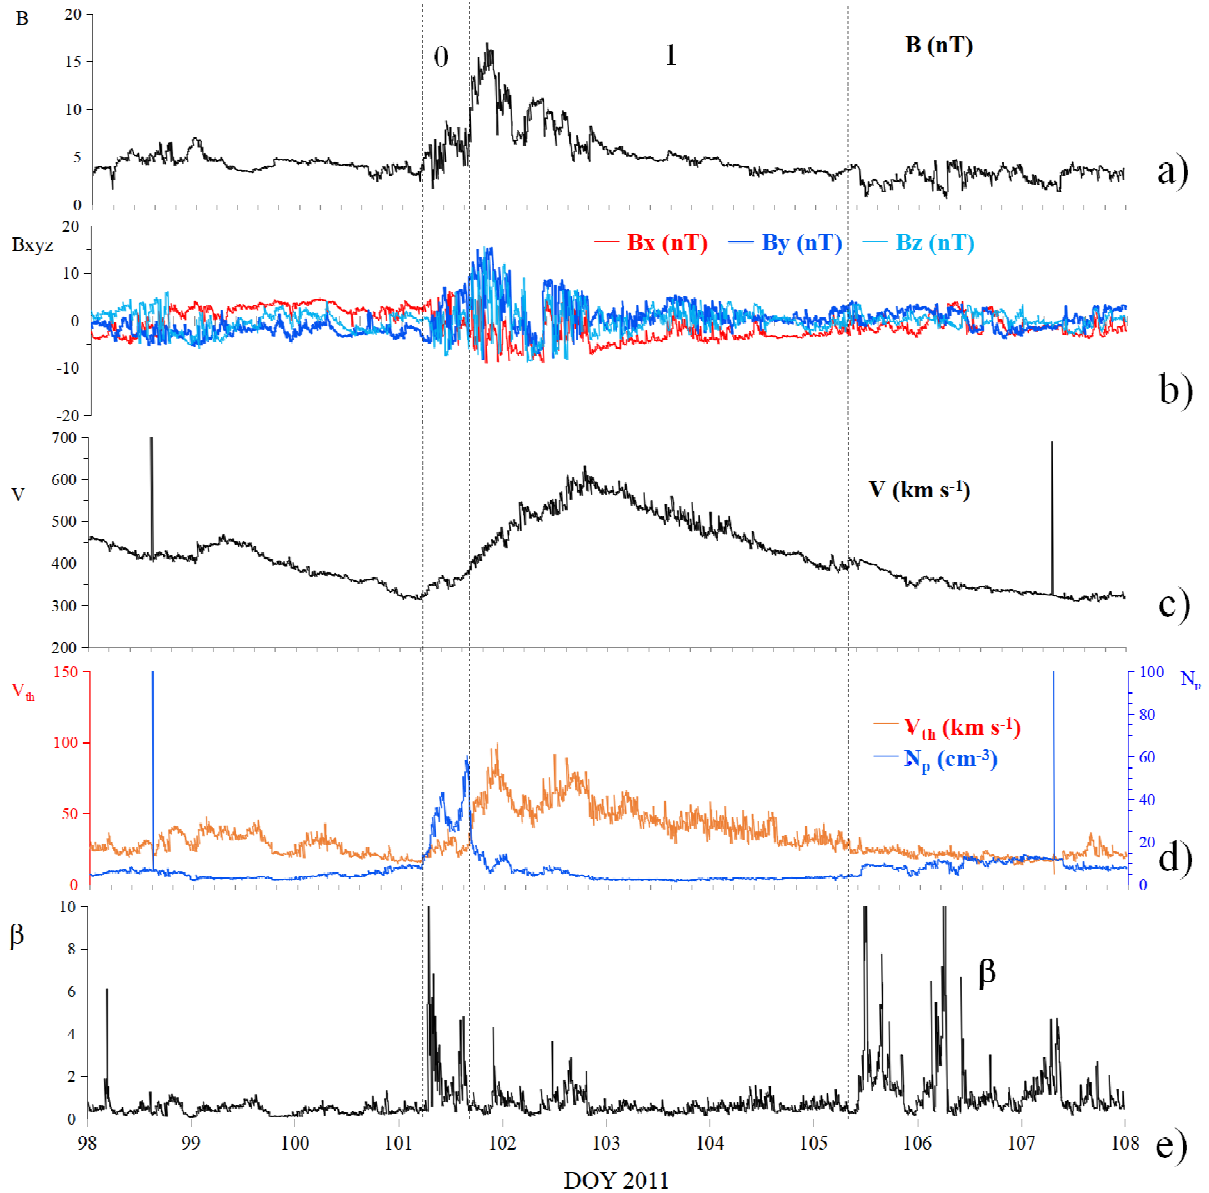 B
20
15
10
5
0
0
1
B (nT)
a)
Bxyz
20
10
0
-10
-20
Bx (nT) By (nT) Bz (nT)
b)
V
700
600
500
400
300
200
V (km s-1)
c)
Vth
150
100
50
0
Vth (km s-1)
Np (cm-3)
100
80
60
40
20
0
Np
d)
β
10
8
6
4
2
0
β
e)
98 99 100 101 102 103 104 105 106 107 108
DOY 2011